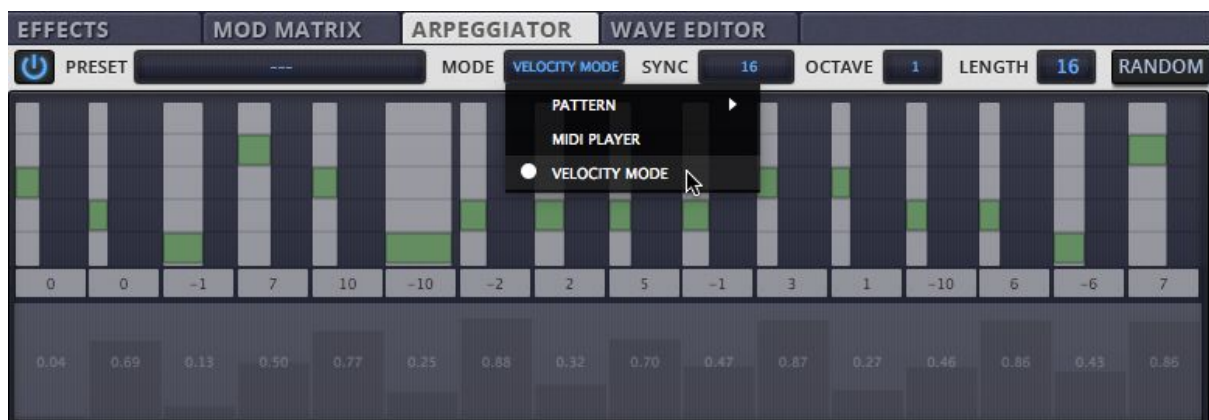 EFFECTS MOD MATRIX ARPEGGIATOR WAVE EDITOR
PRESET --- MODE VELOCITY MODE SYNC 16 OCTAVE 1 LENGTH 16 RANDOM
PATTERN
MIDI PLAYER
VELOCITY MODE
0 0 -1 7 10 -10 -2 2 5 -1 3 1 -10 6 -6 7
0.04 0.69 0.13 0.50 0.77 0.25 0.88 0.32 0.70 0.47 0.87 0.27 0.46 0.86 0.43 0.86